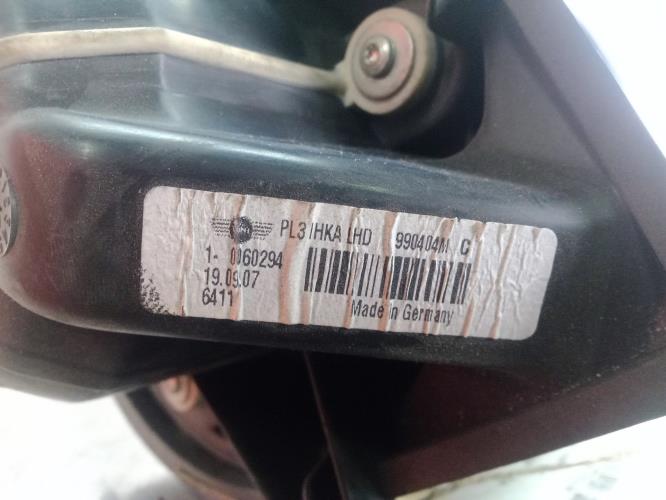 PL3 IHKA LHD 990404M C
1- 0060294
19.09.07
6411
Made in Germany